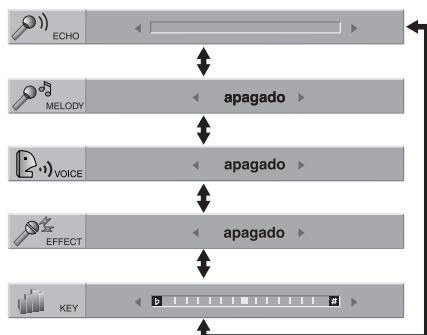 ECHO
MELODY apagado
VOICE apagado
EFFECT apagado
KEY ♭ #